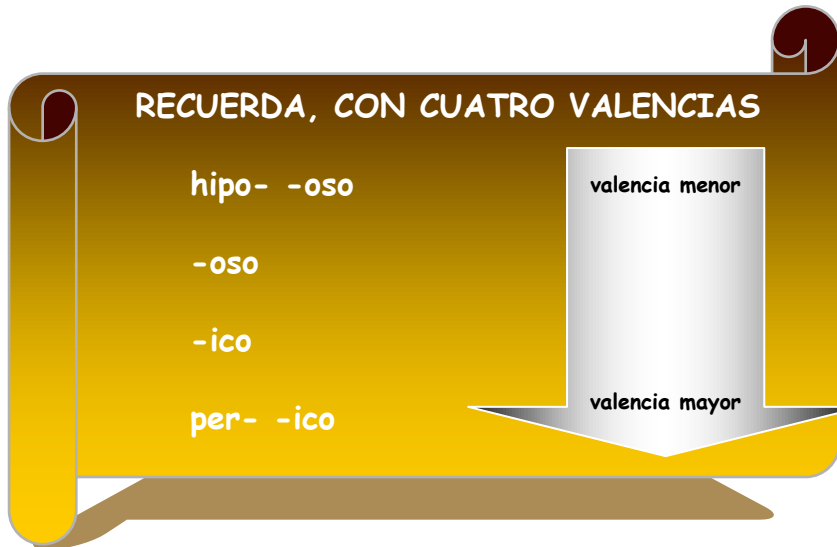 RECUERDA, CON CUATRO VALENCIAS
hipo- -oso
valencia menor
-oso
-ico
valencia mayor
per- -ico